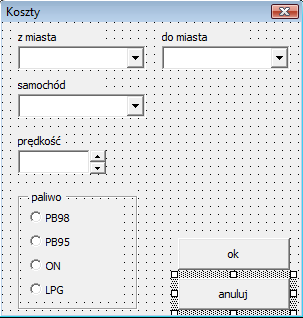 Koszty
z miasta do miasta
samochód
prędkość
paliwo
PB98
PB95
ON
LPG
ok
anuluj